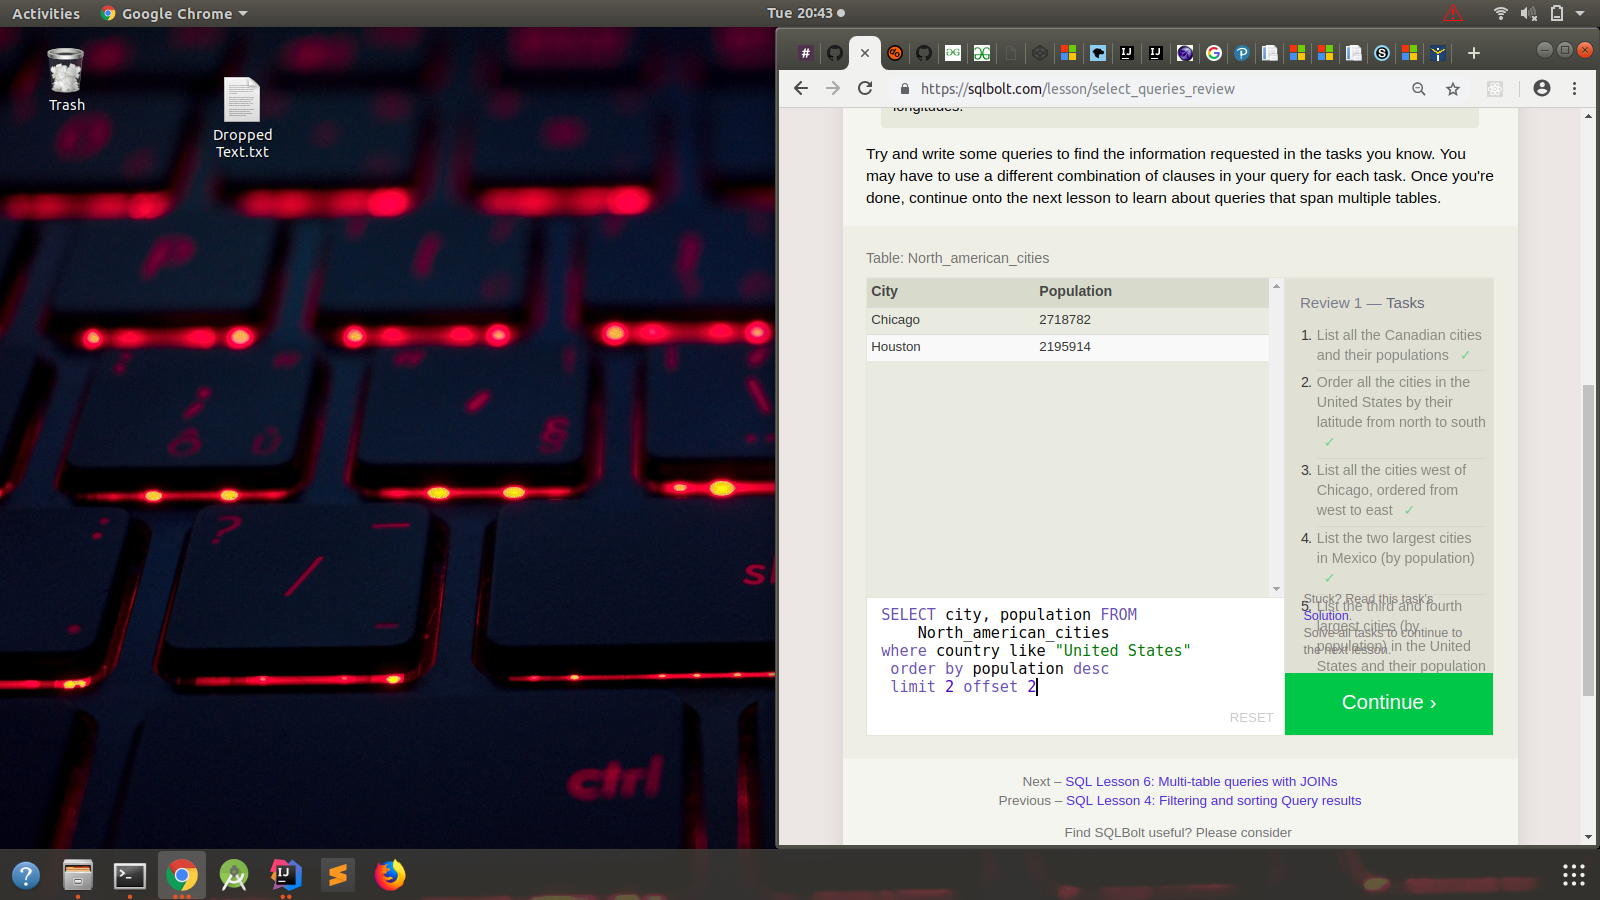 Activities
Google Chrome
Tue 20:43
Trash
Dropped
Text.txt
https://sqlbolt.com/lesson/select_queries_review
Try and write some queries to find the information requested in the tasks you know. You
may have to use a different combination of clauses in your query for each task. Once you're
done, continue onto the next lesson to learn about queries that span multiple tables.
Table: North_american_cities
City Population
Chicago 2718782
Houston 2195914
Review 1 — Tasks
1. List all the Canadian cities
and their populations ✓
2. Order all the cities in the
United States by their
latitude from north to south
✓
3. List all the cities west of
Chicago, ordered from
west to east ✓
4. List the two largest cities
in Mexico (by population)
✓
5. List the third and fourth
largest cities (by
population) in the United
States and their population
Stuck? Read this task's
Solution.
Solve all tasks to continue to
the next lesson.
Continue ›
SELECT city, population FROM
North_american_cities
where country like "United States"
order by population desc
limit 2 offset 2
RESET
Next – SQL Lesson 6: Multi-table queries with JOINs
Previous – SQL Lesson 4: Filtering and sorting Query results
Find SQLBolt useful? Please consider
?
/
:
.
§
ctrl